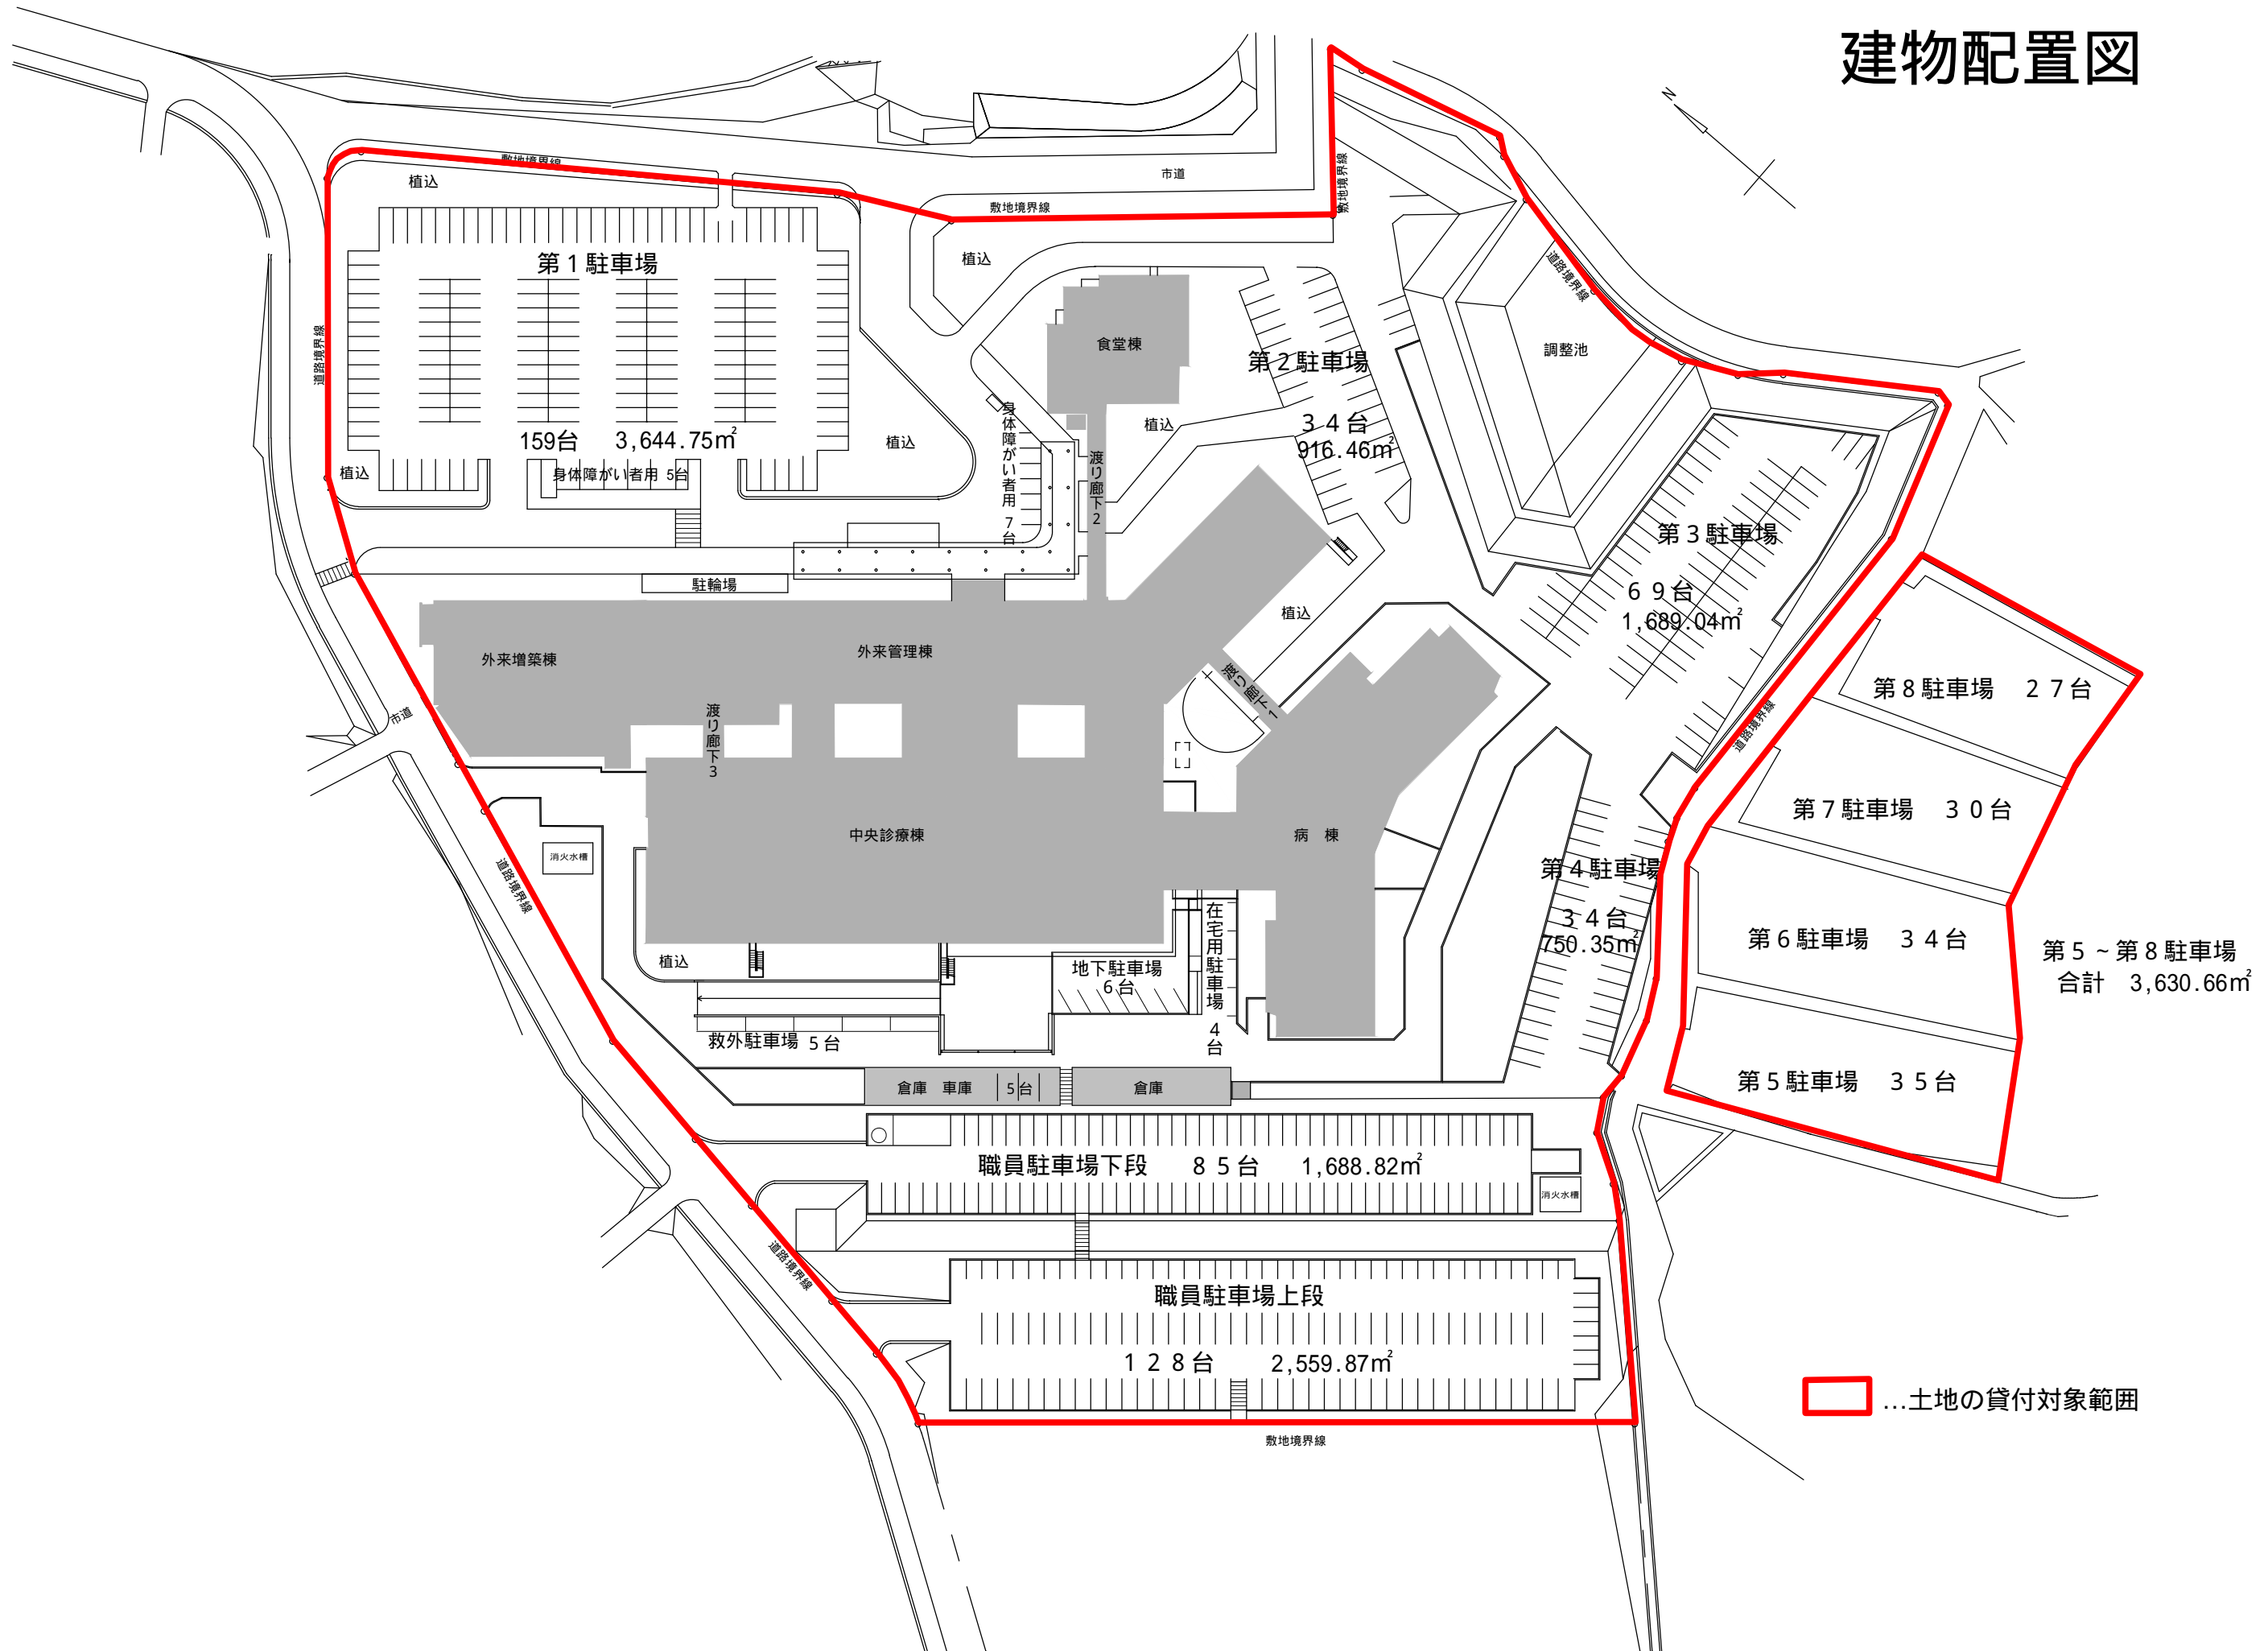 建物配置図
N
敷地境界線
植込
市道
敷地境界線
敷地境界線
第１駐車場
植込
道路境界線
食堂棟
第２駐車場
調整池
道路境界線
身体障がい者用 7台
植込
３４台
916.46㎡
159台 3,644.75㎡
植込
植込
身体障がい者用 5台
渡り廊下2
第３駐車場
６９台
1,689.04㎡
駐輪場
植込
外来増築棟
外来管理棟
渡り廊下1
第８駐車場 ２７台
市道
渡り廊下3
道路境界線
第７駐車場 ３０台
中央診療棟
病 棟
消火水槽
道路境界線
第４駐車場
３４台
750.35㎡
第６駐車場 ３４台
第５～第８駐車場
合計 3,630.66㎡
植込
地下駐車場
6台
在宅用駐車場 4台
救外駐車場 5台
倉庫 車庫 5台
倉庫
第５駐車場 ３５台
職員駐車場下段 ８５台 1,688.82㎡
消火水槽
道路境界線
職員駐車場上段
１２８台 2,559.87㎡
…土地の貸付対象範囲
敷地境界線